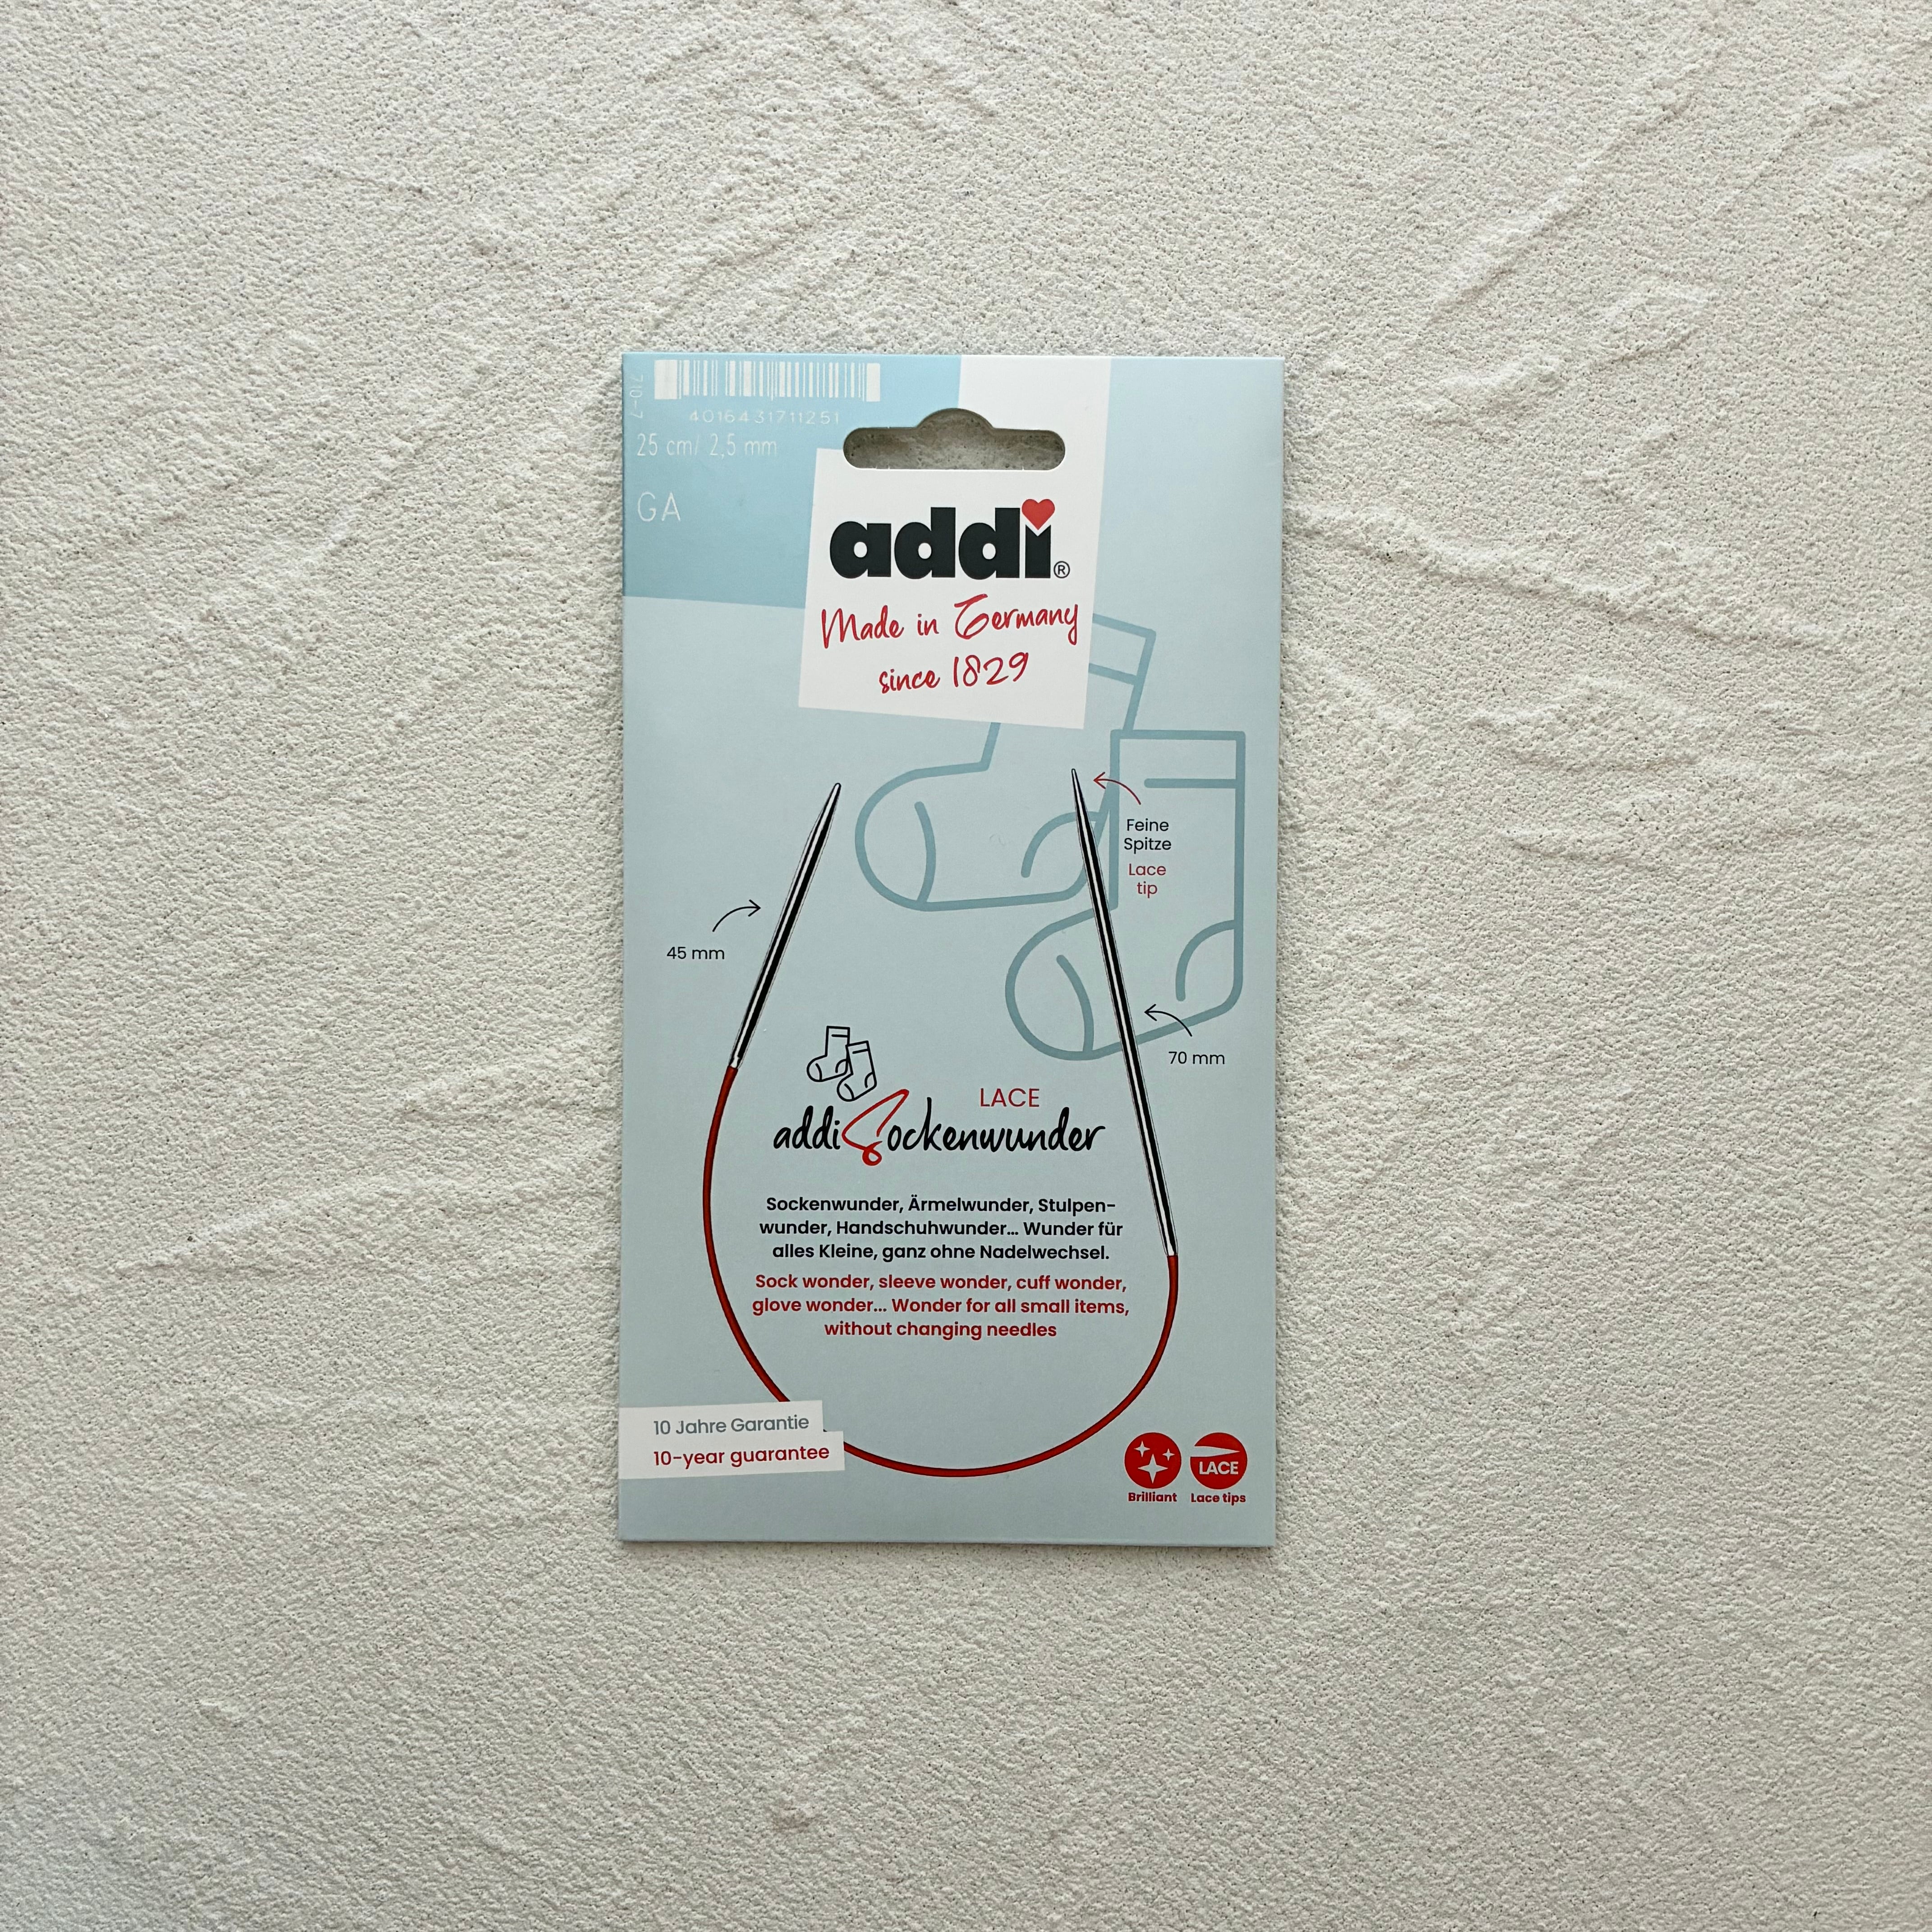 710-7
4016431711251
25 cm/ 2,5 mm
GA
addi®
Made in Germany
since 1829
Feine
Spitze
Lace
tip
45 mm
70 mm
LACE
addiSockenwunder
Sockenwunder, Ärmelwunder, Stulpen-
wunder, Handschuhwunder... Wunder für
alles Kleine, ganz ohne Nadelwechsel.
Sock wonder, sleeve wonder, cuff wonder,
glove wonder... Wonder for all small items,
without changing needles
10 Jahre Garantie
10-year guarantee
LACE
Brilliant
Lace tips